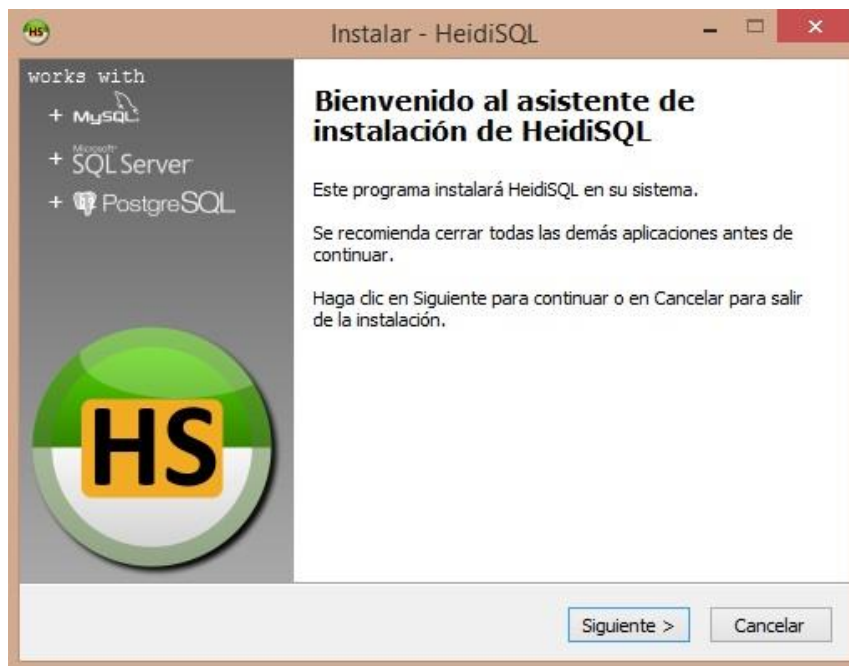 HS
Instalar - HeidiSQL
works with
+ MySQL
+ Microsoft SQL Server
+ PostgreSQL
HS
Bienvenido al asistente de
instalación de HeidiSQL
Este programa instalará HeidiSQL en su sistema.
Se recomienda cerrar todas las demás aplicaciones antes de
continuar.
Haga clic en Siguiente para continuar o en Cancelar para salir
de la instalación.
Siguiente >
Cancelar